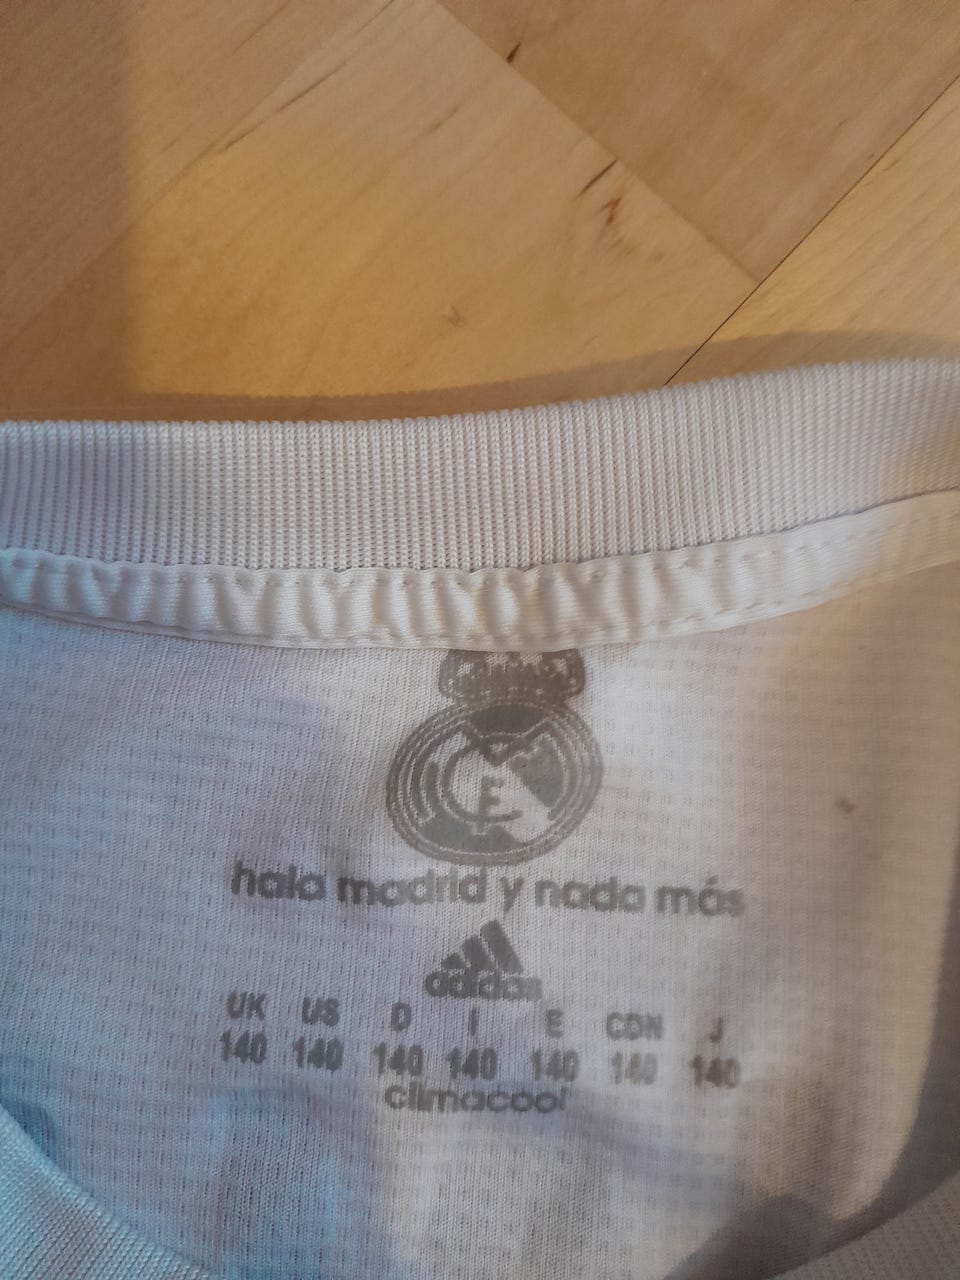 hala madrid y nada más
adidas
UK US D I E CDN J
140 140 140 140 140 140 140
climacool